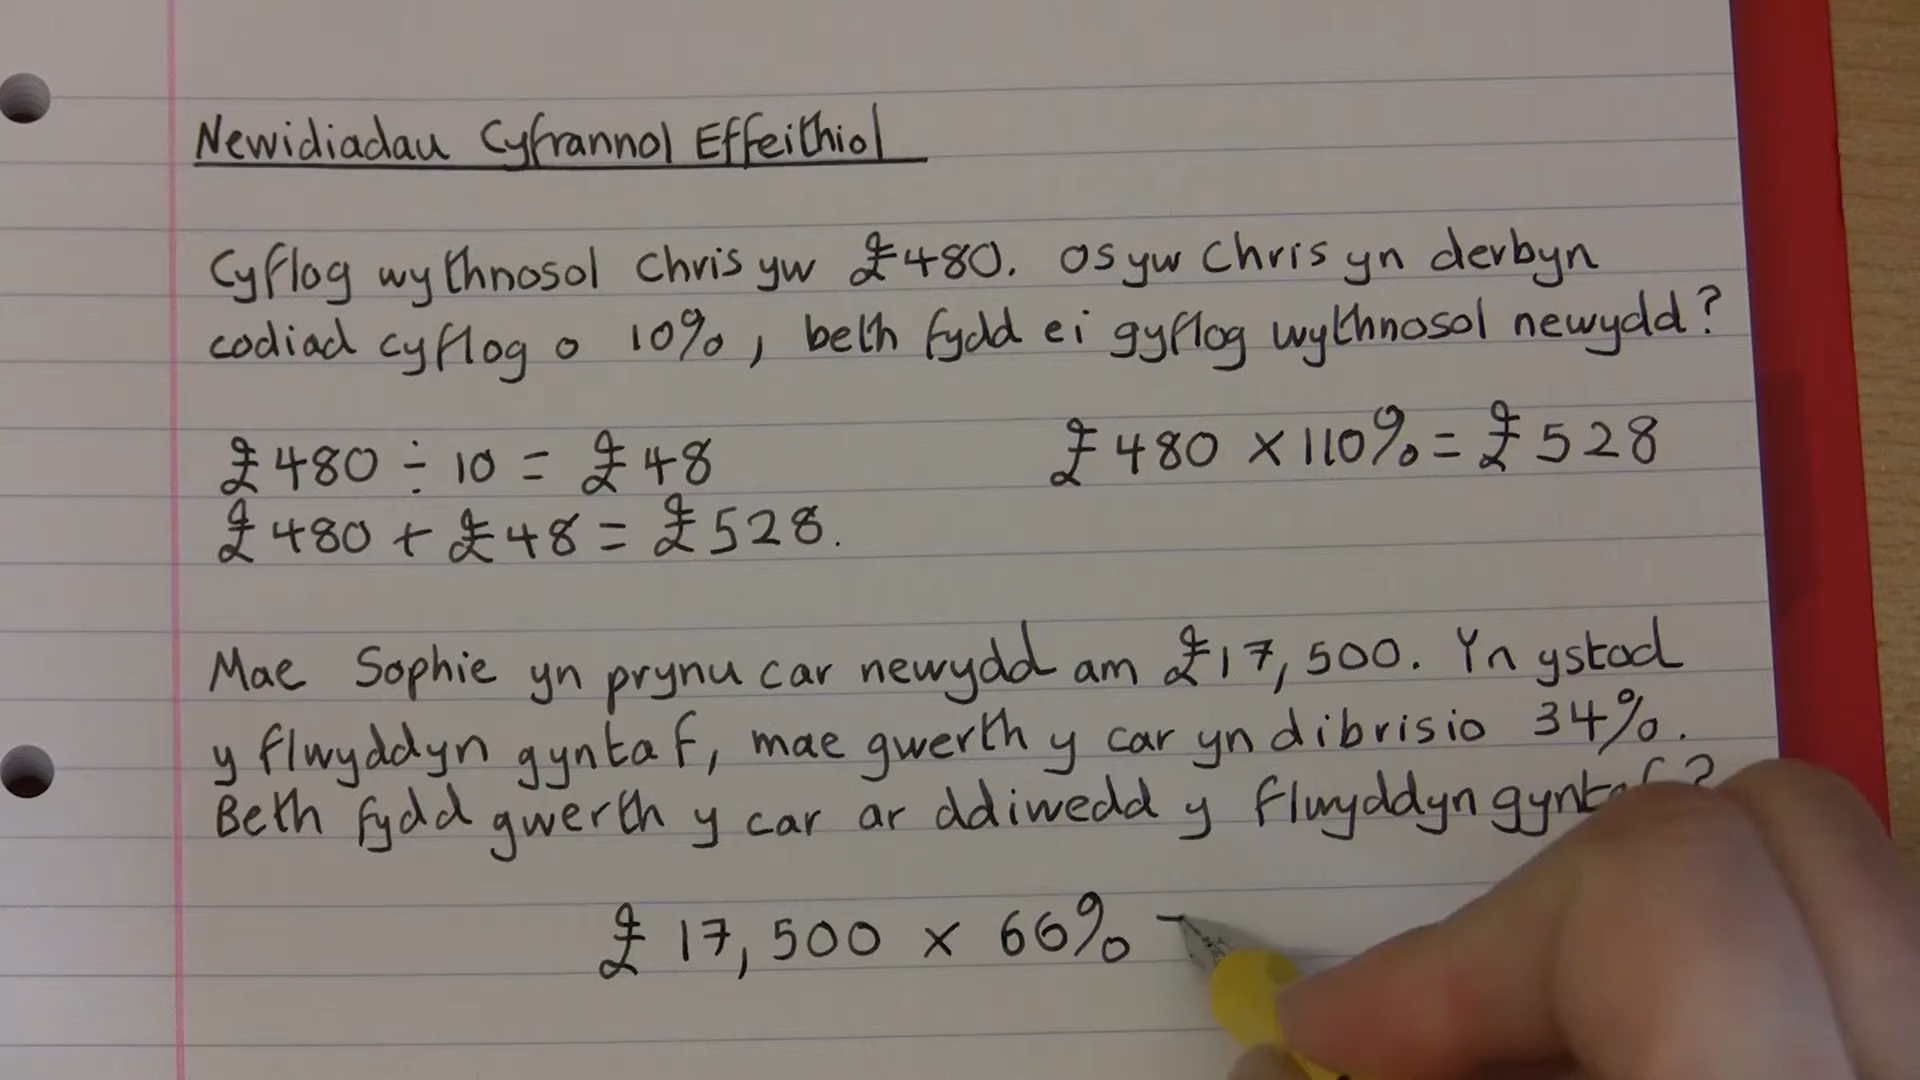 Newidiadau Cyfrannol Effeithiol
Cyflog wythnosol Chris yw £480. Os yw Chris yn derbyn
codiad cyflog o 10%, beth fydd ei gyflog wythnosol newydd?
£480 ÷ 10 = £48
£480 x 110% = £528
£480 + £48 = £528.
Mae Sophie yn prynu car newydd am £17,500. Yn ystod
y flwyddyn gyntaf, mae gwerth y car yn dibrisio 34%.
Beth fydd gwerth y car ar ddiwedd y flwyddyn gyntaf?
£17,500 x 66%